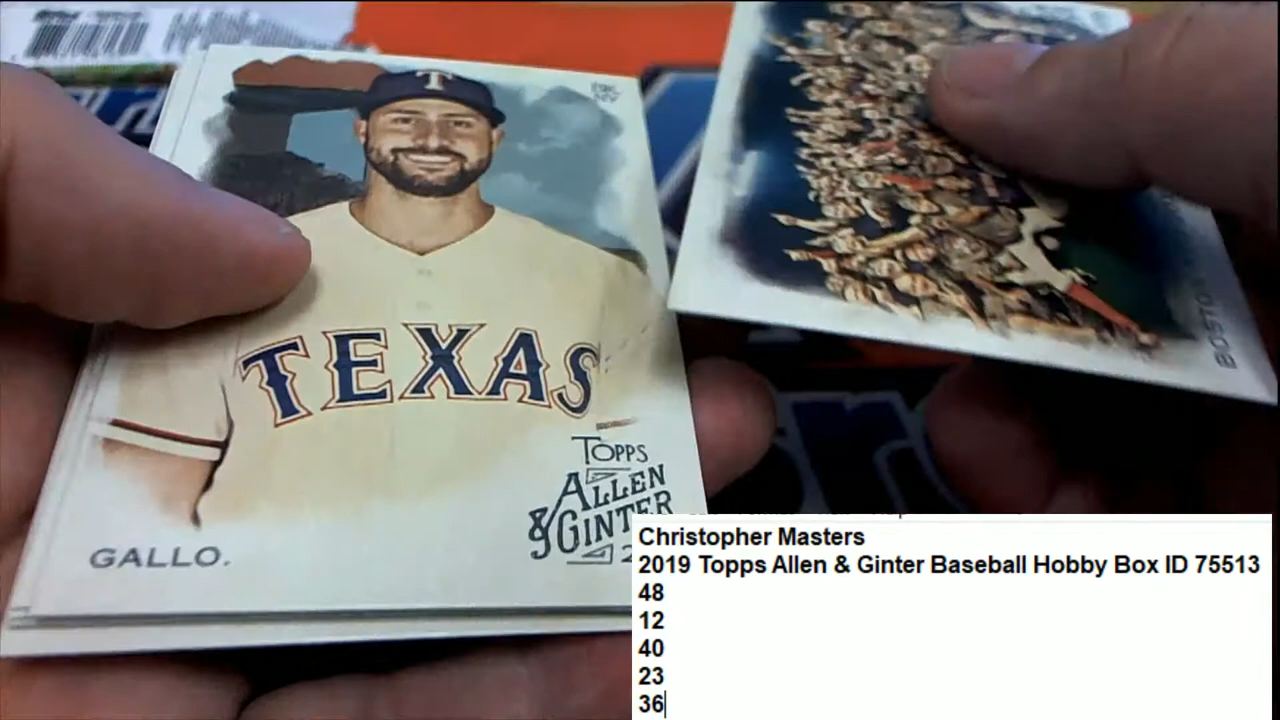 T
TEXAS
TOPPS
ALLEN
& GINTER
GALLO.
BOSTO
Christopher Masters
2019 Topps Allen & Ginter Baseball Hobby Box ID 75513
48
12
40
23
36